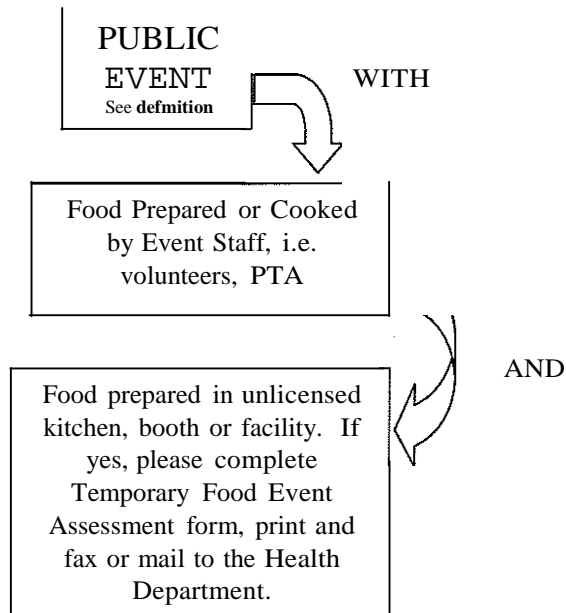 PUBLIC
EVENT
See defmition
WITH
Food Prepared or Cooked
by Event Staff, i.e.
volunteers, PTA
AND
Food prepared in unlicensed
kitchen, booth or facility. If
yes, please complete
Temporary Food Event
Assessment form, print and
fax or mail to the Health
Department.